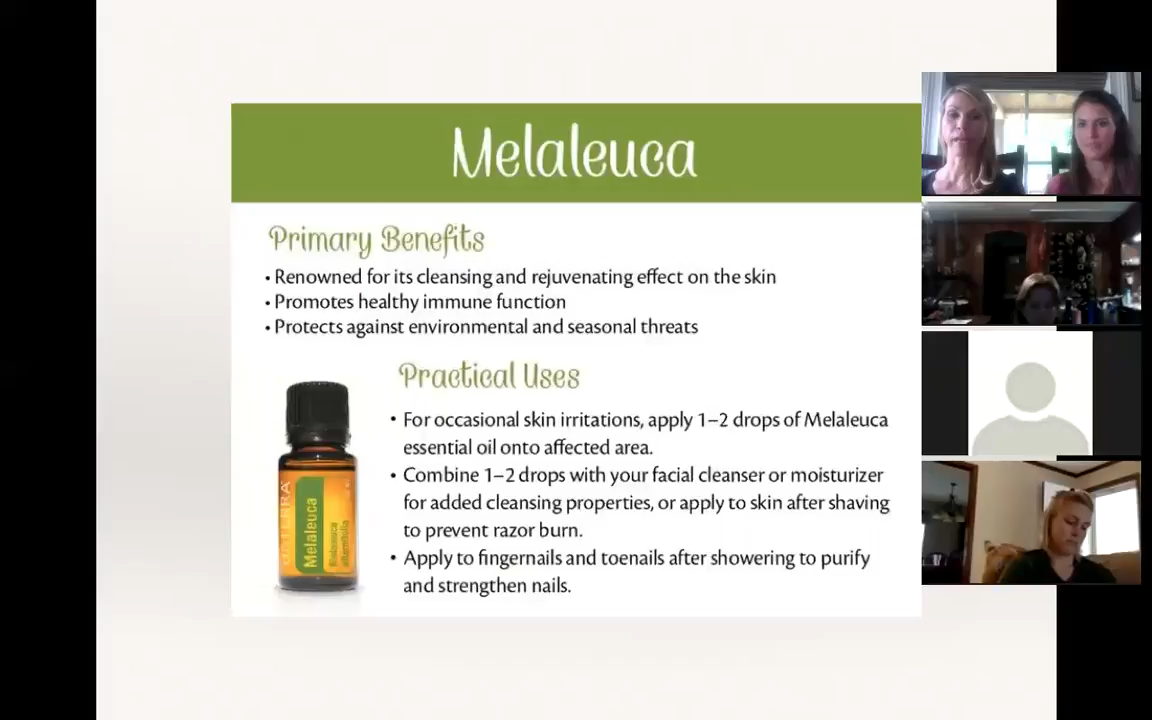 Melaleuca
Primary Benefits
• Renowned for its cleansing and rejuvenating effect on the skin
• Promotes healthy immune function
• Protects against environmental and seasonal threats
Practical Uses
• For occasional skin irritations, apply 1–2 drops of Melaleuca
essential oil onto affected area.
• Combine 1–2 drops with your facial cleanser or moisturizer
for added cleansing properties, or apply to skin after shaving
to prevent razor burn.
• Apply to fingernails and toenails after showering to purify
and strengthen nails.
Melaleuca
Melaleuca
alternifolia